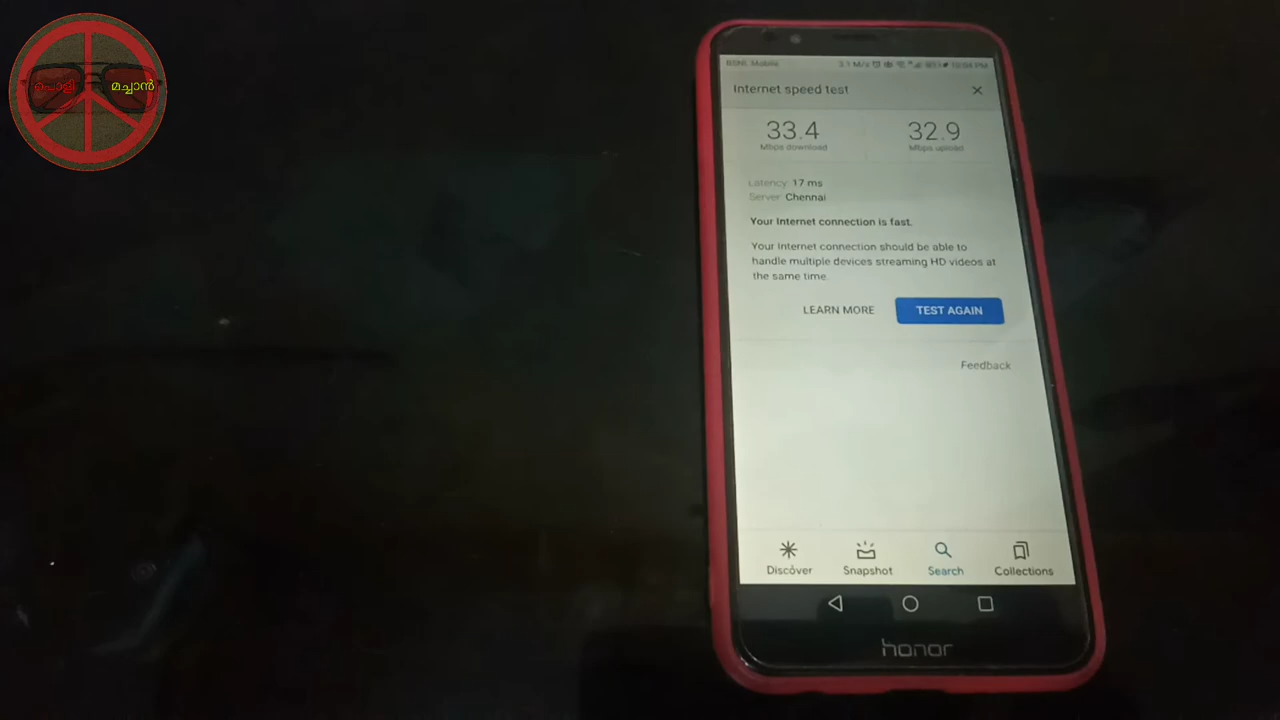 പൊളി മച്ചാൻ
BSNL Mobile
Internet speed test
33.4 32.9
Mbps download Mbps upload
Latency: 17 ms
Server: Chennai
Your Internet connection is fast.
Your Internet connection should be able to
handle multiple devices streaming HD videos at
the same time.
LEARN MORE TEST AGAIN
Feedback
Discover Snapshot Search Collections
honor